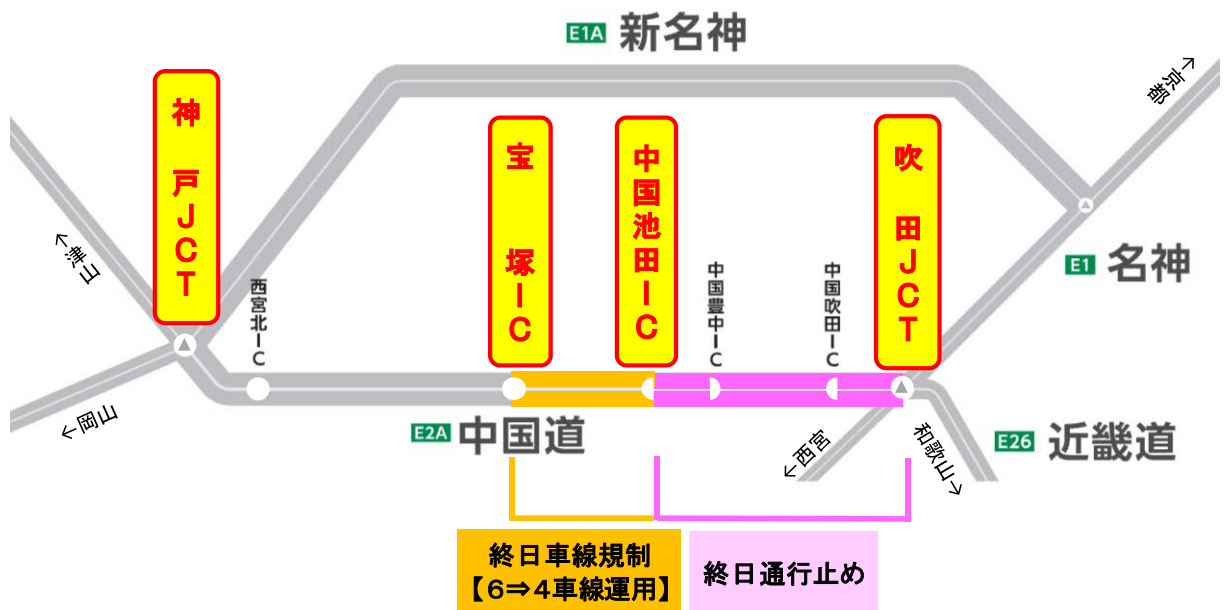 E1A 新名神
←京都
神戸JCT
宝塚IC
中国池田IC
吹田JCT
E1 名神
←津山
西宮北IC
中国豊中IC
中国吹田IC
←岡山
E2A 中国道
←西宮
和歌山→
E26 近畿道
終日車線規制
【6⇒4車線運用】
終日通行止め